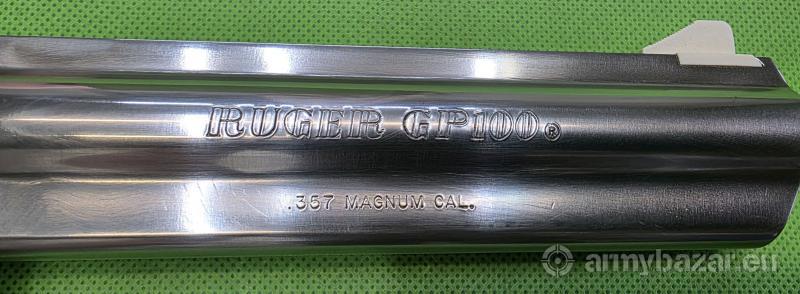 RUGER GP100®
.357 MAGNUM CAL.
armybazar.eu